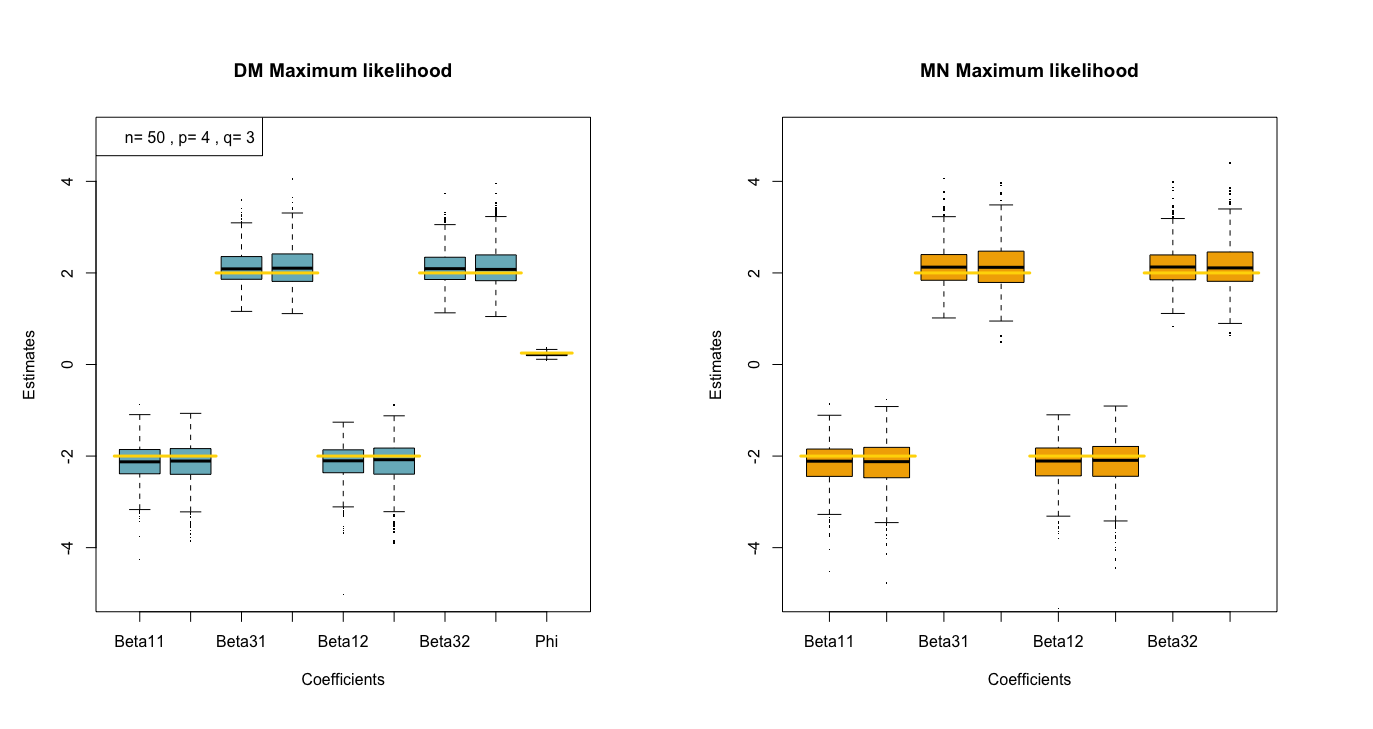 DM Maximum likelihood
n= 50 , p= 4 , q= 3
Estimates
4
2
0
-2
-4
Beta11 Beta31 Beta12 Beta32 Phi
Coefficients
MN Maximum likelihood
Estimates
4
2
0
-2
-4
Beta11 Beta31 Beta12 Beta32
Coefficients